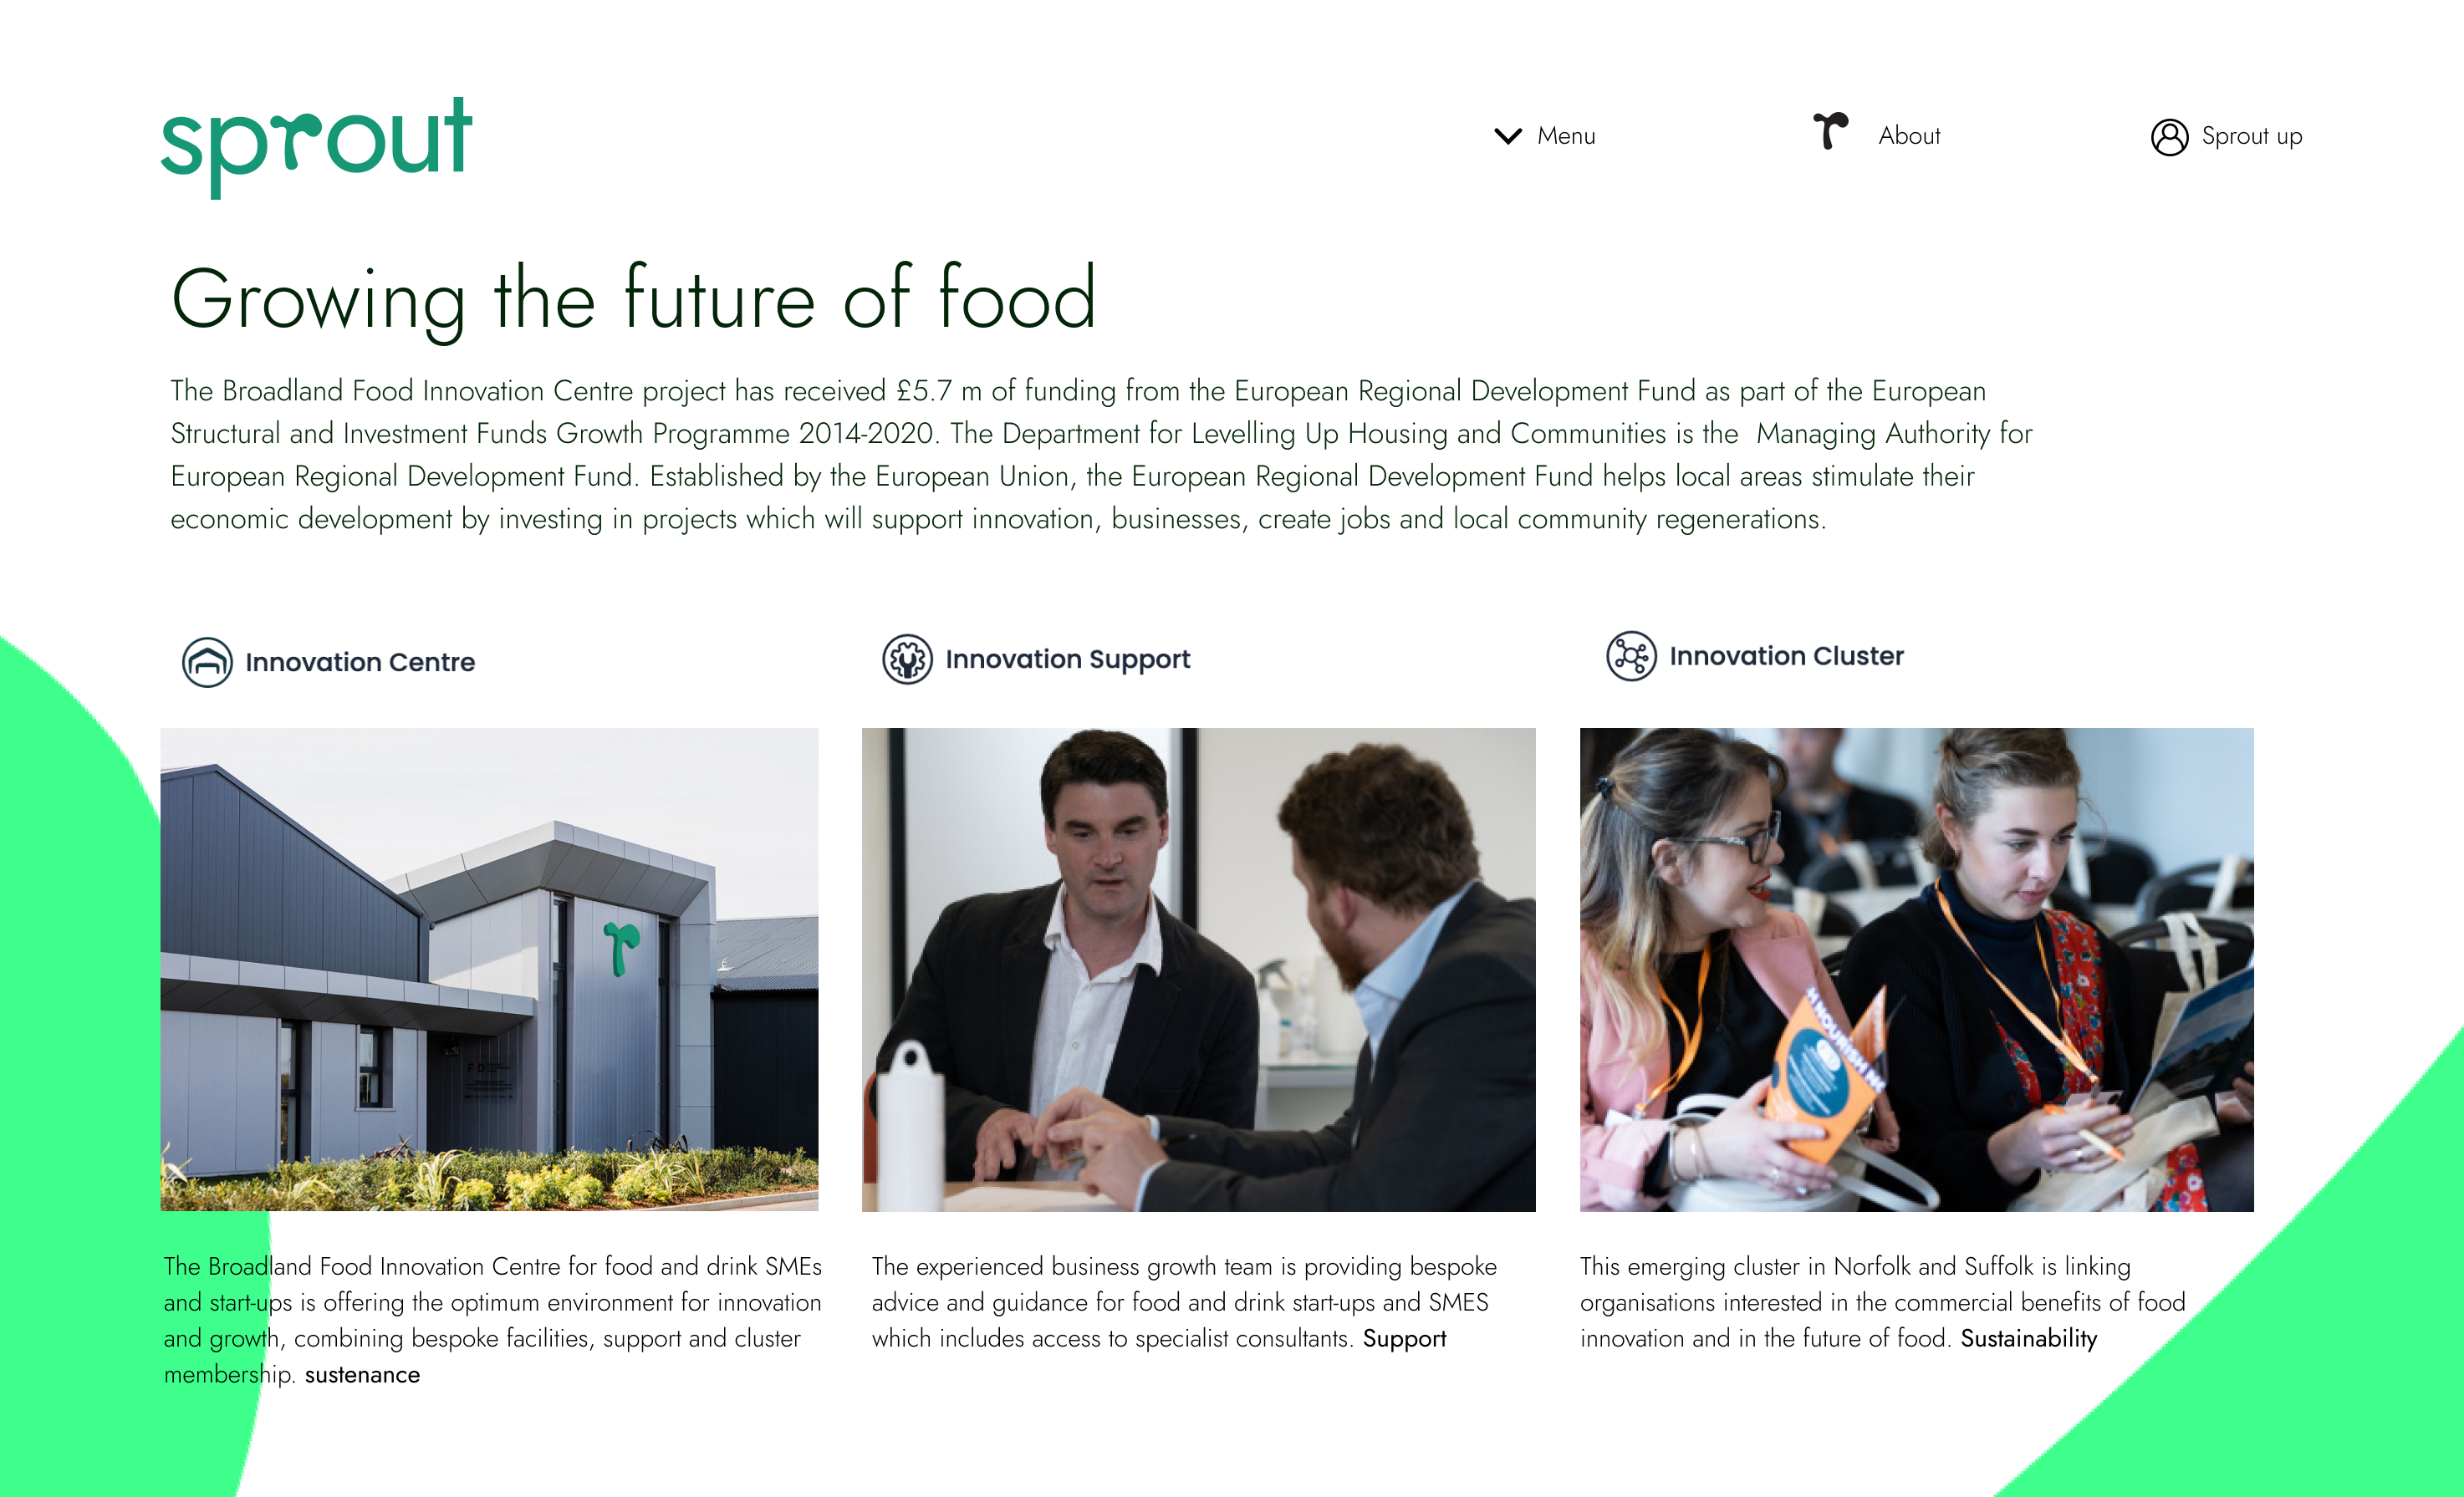 sprout
Menu
About
Sprout up
Growing the future of food
The Broadland Food Innovation Centre project has received £5.7 m of funding from the European Regional Development Fund as part of the European
Structural and Investment Funds Growth Programme 2014-2020. The Department for Levelling Up Housing and Communities is the  Managing Authority for
European Regional Development Fund. Established by the European Union, the European Regional Development Fund helps local areas stimulate their
economic development by investing in projects which will support innovation, businesses, create jobs and local community regenerations.
Innovation Centre
Innovation Support
Innovation Cluster
NOURISH
The Broadland Food Innovation Centre for food and drink SMEs
and start-ups is offering the optimum environment for innovation
and growth, combining bespoke facilities, support and cluster
membership. sustenance
The experienced business growth team is providing bespoke
advice and guidance for food and drink start-ups and SMES
which includes access to specialist consultants. Support
This emerging cluster in Norfolk and Suffolk is linking
organisations interested in the commercial benefits of food
innovation and in the future of food. Sustainability